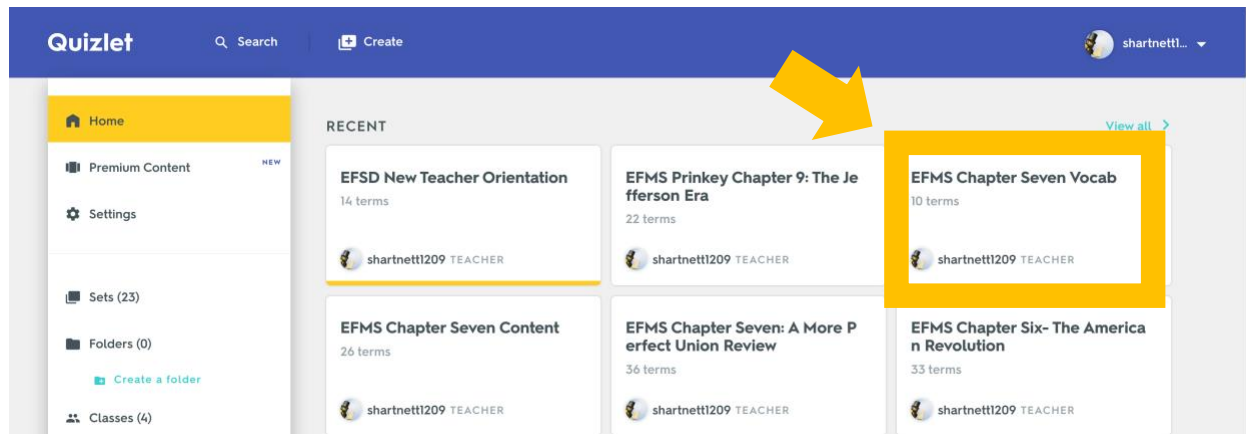 Quizlet
Search
Create
shartnett1...
Home
Premium Content
NEW
Settings
Sets (23)
Folders (0)
Create a folder
Classes (4)
RECENT
View all
EFSD New Teacher Orientation
14 terms
shartnett1209 TEACHER
EFMS Prinkey Chapter 9: The Je
fferson Era
22 terms
shartnett1209 TEACHER
EFMS Chapter Seven Vocab
10 terms
shartnett1209 TEACHER
EFMS Chapter Seven Content
26 terms
shartnett1209 TEACHER
EFMS Chapter Seven: A More P
erfect Union Review
36 terms
shartnett1209 TEACHER
EFMS Chapter Six- The America
n Revolution
33 terms
shartnett1209 TEACHER